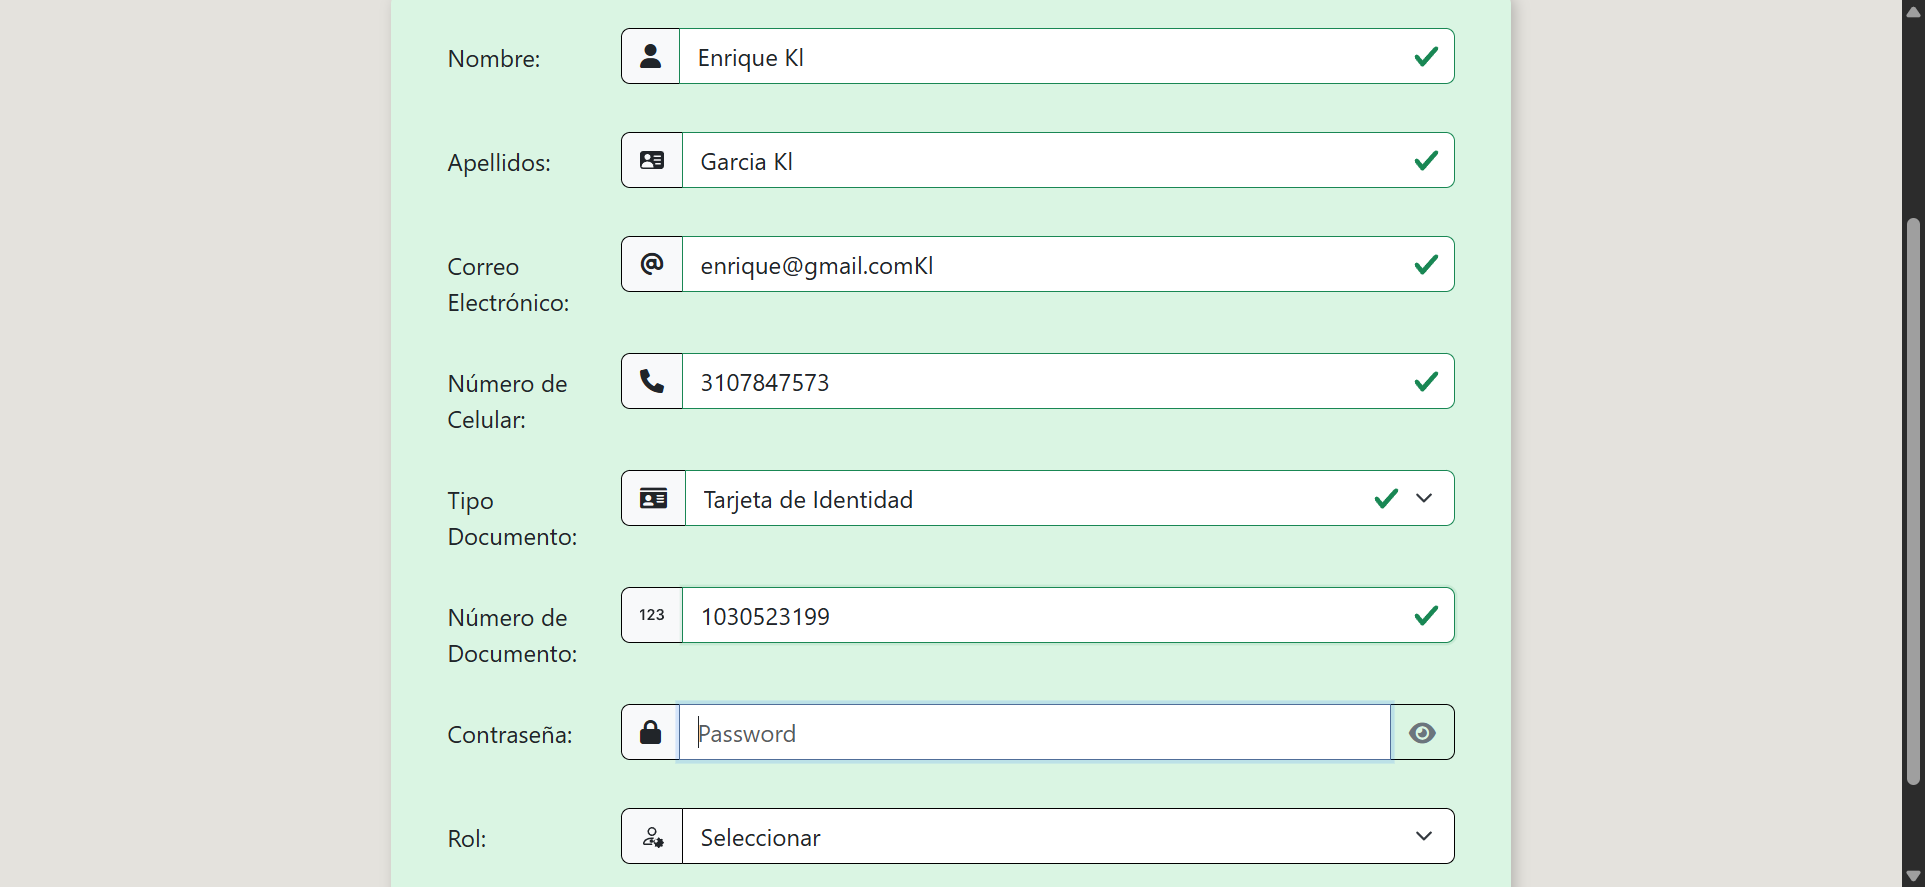 Nombre:
Enrique Kl
Apellidos:
Garcia Kl
Correo
Electrónico:
enrique@gmail.comKl
Número de
Celular:
3107847573
Tipo
Documento:
Tarjeta de Identidad
Número de
Documento:
123
1030523199
Contraseña:
Password
Rol:
Seleccionar